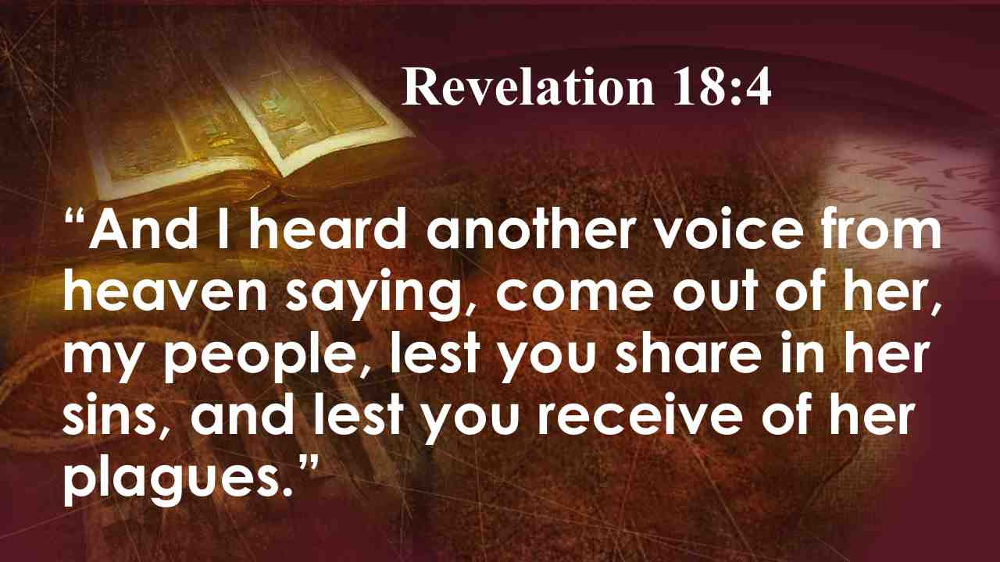 Revelation 18:4
“And I heard another voice from
heaven saying, come out of her,
my people, lest you share in her
sins, and lest you receive of her
plagues.”